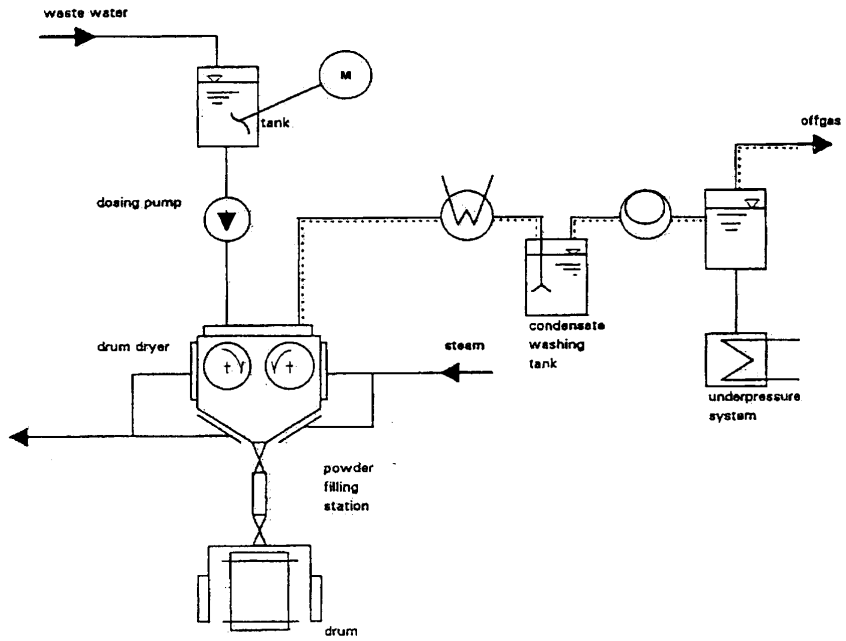 waste water
M
tank
offgas
dosing pump
condensate
washing
tank
drum dryer
steam
underpressure
system
powder
filling
station
drum